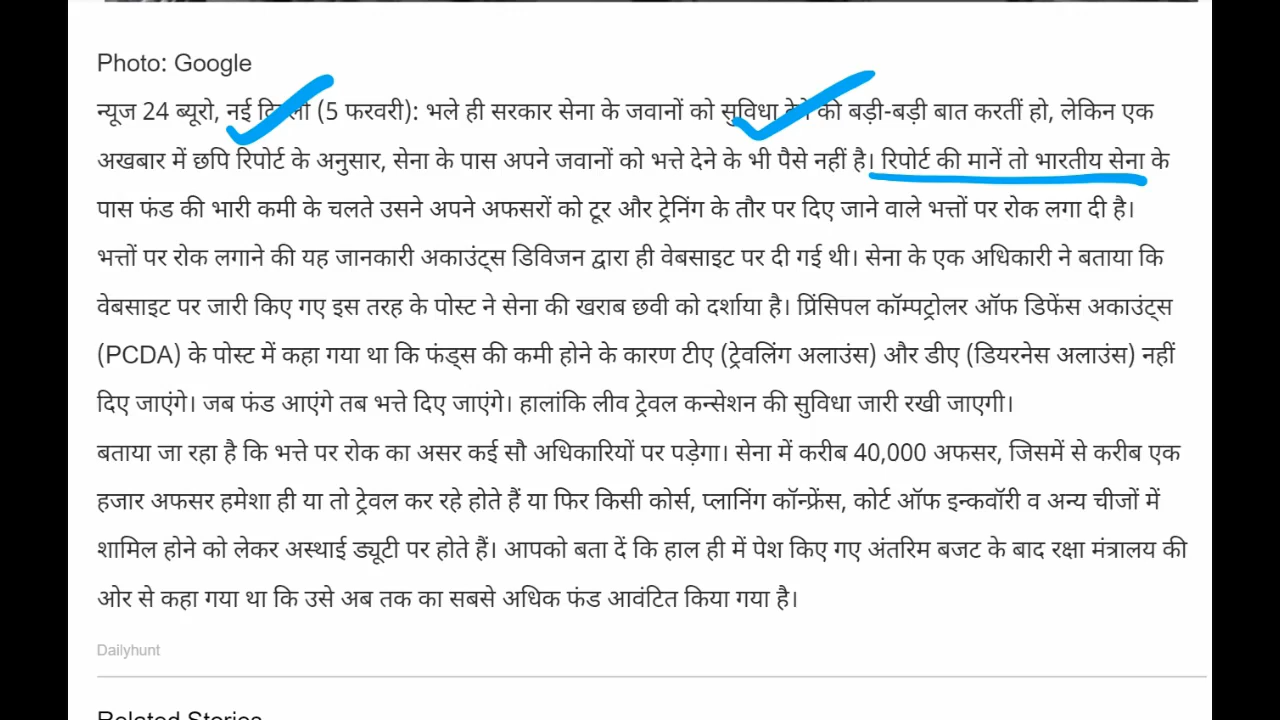 Photo: Google
न्यूज 24 ब्यूरो, नई दिल्ली (5 फरवरी): भले ही सरकार सेना के जवानों को सुविधा देने की बड़ी-बड़ी बात करतीं हो, लेकिन एक
अखबार में छपि रिपोर्ट के अनुसार, सेना के पास अपने जवानों को भत्ते देने के भी पैसे नहीं है। रिपोर्ट की मानें तो भारतीय सेना के
पास फंड की भारी कमी के चलते उसने अपने अफसरों को टूर और ट्रेनिंग के तौर पर दिए जाने वाले भत्तों पर रोक लगा दी है।
भत्तों पर रोक लगाने की यह जानकारी अकाउंट्स डिविजन द्वारा ही वेबसाइट पर दी गई थी। सेना के एक अधिकारी ने बताया कि
वेबसाइट पर जारी किए गए इस तरह के पोस्ट ने सेना की खराब छवी को दर्शाया है। प्रिंसिपल कॉम्पट्रोलर ऑफ डिफेंस अकाउंट्स
(PCDA) के पोस्ट में कहा गया था कि फंड्स की कमी होने के कारण टीए (ट्रेवलिंग अलाउंस) और डीए (डियरनेस अलाउंस) नहीं
दिए जाएंगे। जब फंड आएंगे तब भत्ते दिए जाएंगे। हालांकि लीव ट्रेवल कन्सेशन की सुविधा जारी रखी जाएगी।
बताया जा रहा है कि भत्ते पर रोक का असर कई सौ अधिकारियों पर पड़ेगा। सेना में करीब 40,000 अफसर, जिसमें से करीब एक
हजार अफसर हमेशा ही या तो ट्रेवल कर रहे होते हैं या फिर किसी कोर्स, प्लानिंग कॉन्फ्रेंस, कोर्ट ऑफ इन्कवॉरी व अन्य चीजों में
शामिल होने को लेकर अस्थाई ड्यूटी पर होते हैं। आपको बता दें कि हाल ही में पेश किए गए अंतरिम बजट के बाद रक्षा मंत्रालय की
ओर से कहा गया था कि उसे अब तक का सबसे अधिक फंड आवंटित किया गया है।
Dailyhunt
Related Stories